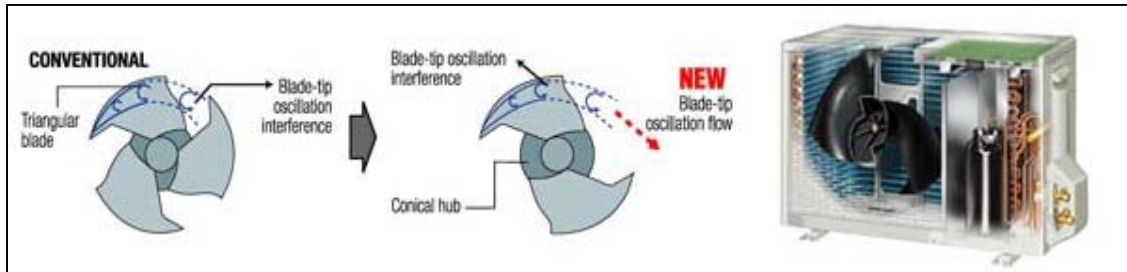 CONVENTIONAL
Triangular
blade
Blade-tip
oscillation
interference
Blade-tip oscillation
interference
Conical hub
NEW
Blade-tip
oscillation flow